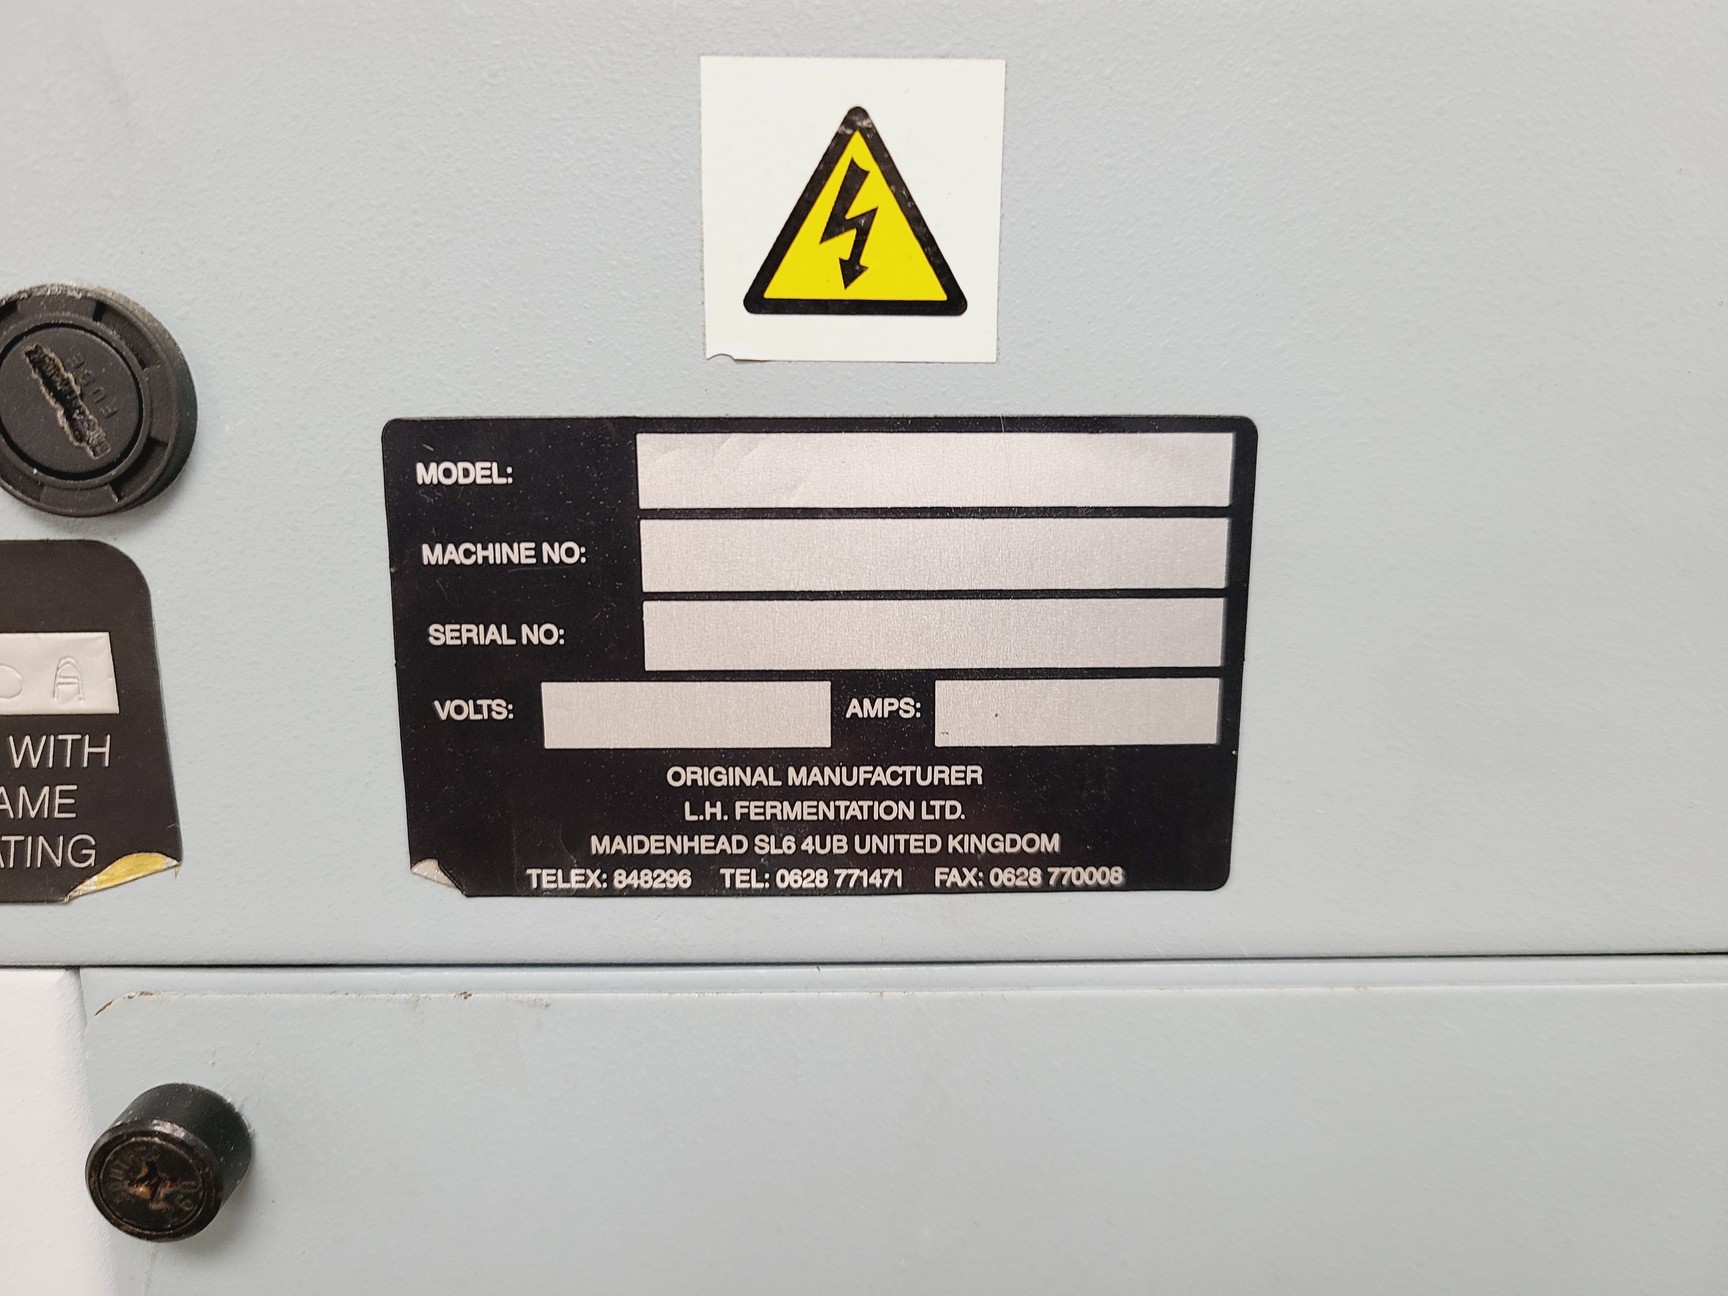 FUSE
A
WITH
AME
ATING
MODEL:
MACHINE NO:
SERIAL NO:
VOLTS: AMPS:
ORIGINAL MANUFACTURER
L.H. FERMENTATION LTD.
MAIDENHEAD SL6 4UB UNITED KINGDOM
TELEX: 848296 TEL: 0628 771471 FAX: 0628 770008